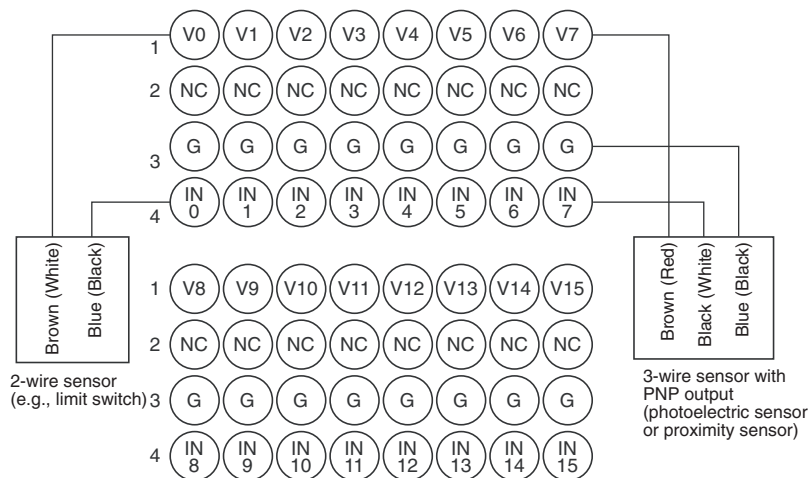 1 V0 V1 V2 V3 V4 V5 V6 V7
2 NC NC NC NC NC NC NC NC
3 G G G G G G G G
4 IN 0 IN 1 IN 2 IN 3 IN 4 IN 5 IN 6 IN 7
Brown (White)
Blue (Black)
2-wire sensor
(e.g., limit switch)
Brown (Red)
Black (White)
Blue (Black)
3-wire sensor with
PNP output
(photoelectric sensor
or proximity sensor)
1 V8 V9 V10 V11 V12 V13 V14 V15
2 NC NC NC NC NC NC NC NC
3 G G G G G G G G
4 IN 8 IN 9 IN 10 IN 11 IN 12 IN 13 IN 14 IN 15